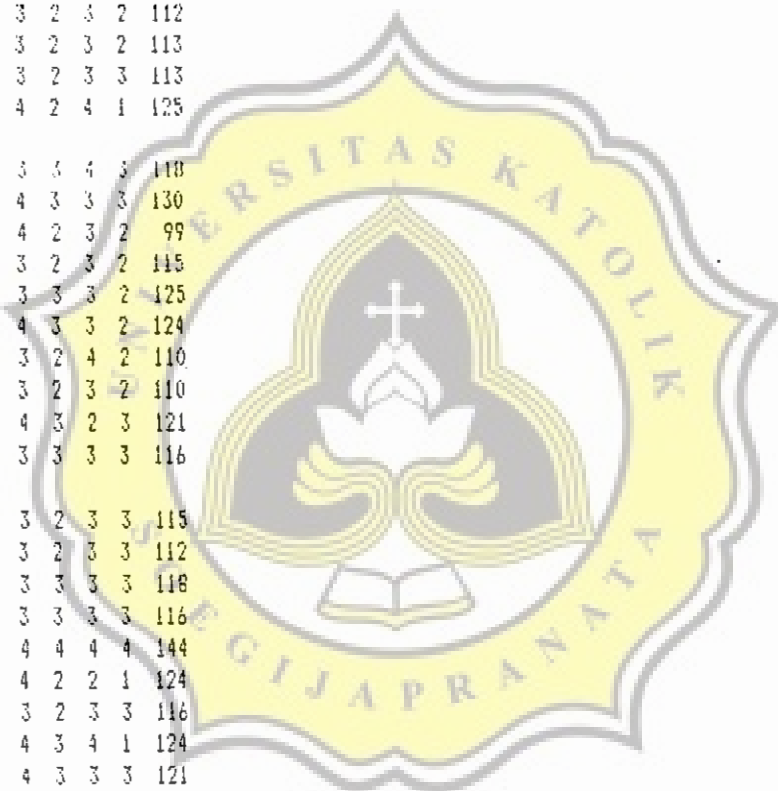 3 2 3 2 112
3 2 3 2 113
3 2 3 3 113
4 2 4 1 125
3 3 4 3 118
4 3 3 3 130
4 2 3 2 99
3 2 3 2 115
3 3 3 2 125
4 3 3 2 124
3 2 4 2 110
3 2 3 2 110
4 3 2 3 121
3 3 3 3 116
3 2 3 3 115
3 2 3 3 112
3 3 3 3 118
3 3 3 3 116
4 4 4 4 144
4 2 2 1 124
3 2 3 3 116
4 3 4 1 124
4 3 3 3 121
UNIVERSITAS KATOLIK
SOEGIJAPRANATA